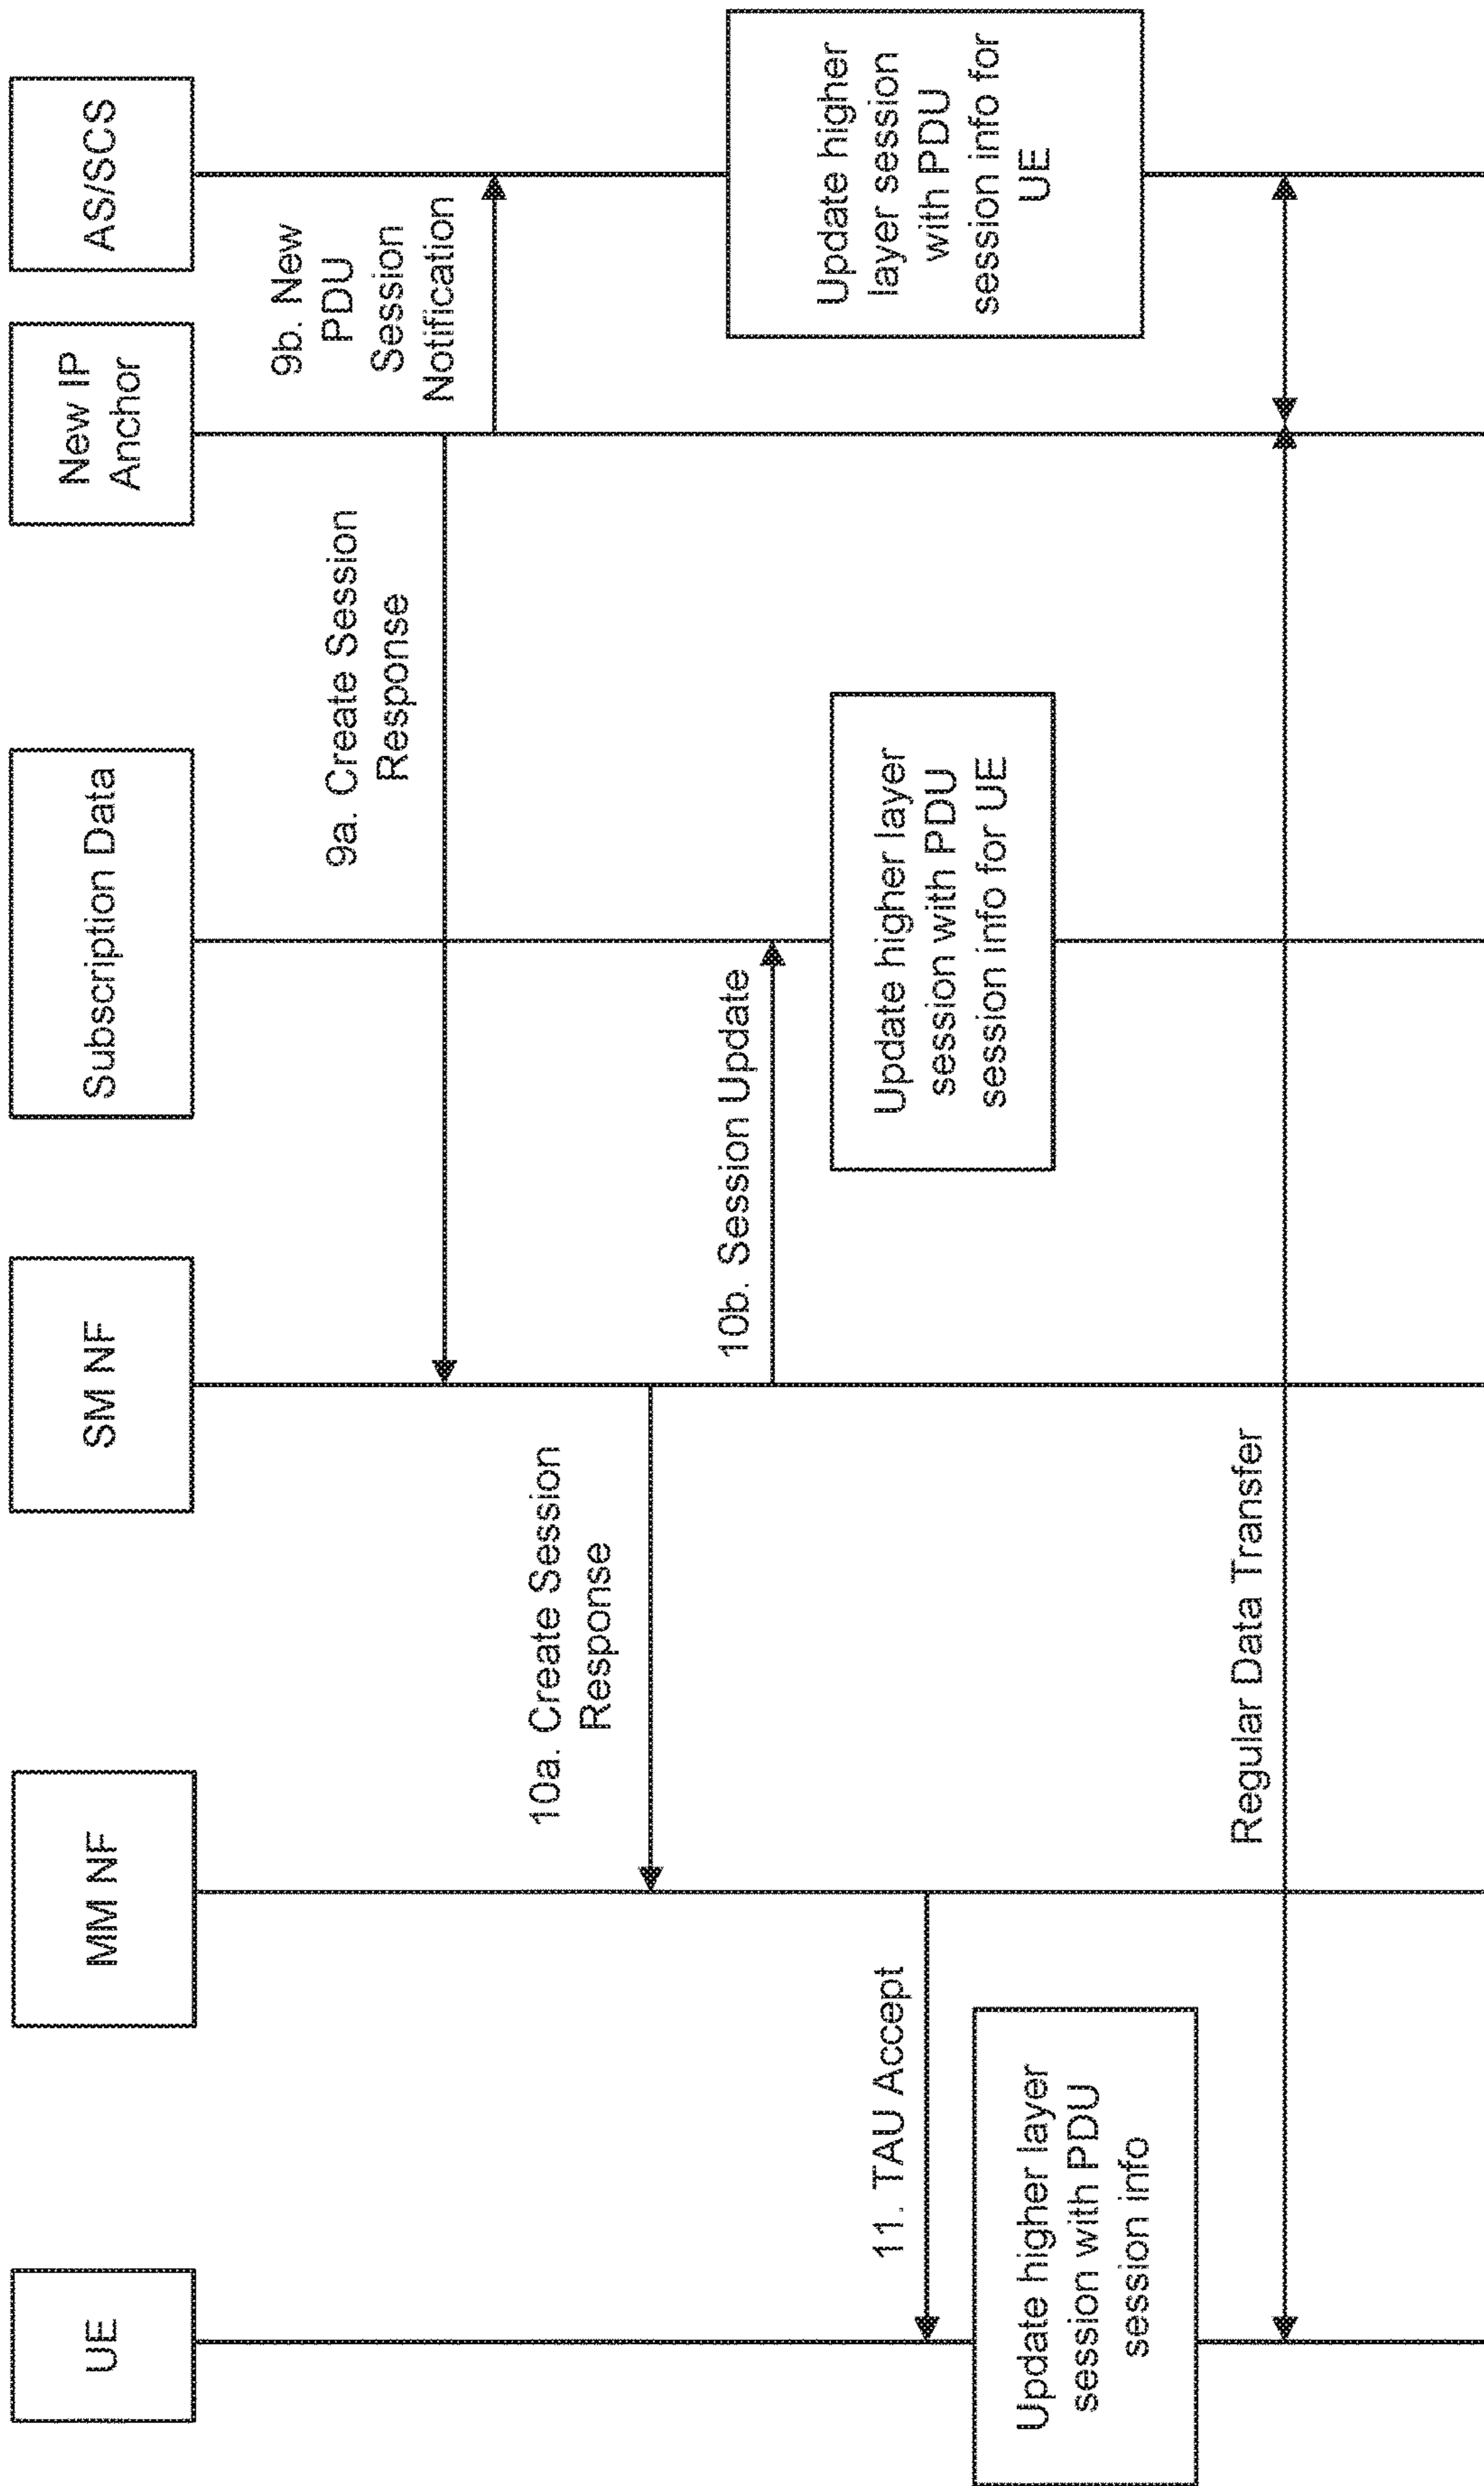 UE
MM NF
SM NF
Subscription Data
New IP
Anchor
AS/SCS
9a. Create Session
Response
9b. New
PDU
Session
Notification
10a. Create Session
Response
10b. Session Update
Update higher
layer session
with PDU
session info for
UE
Update higher layer
session with PDU
session info for UE
11. TAU Accept
Update higher layer
session with PDU
session info
Regular Data Transfer